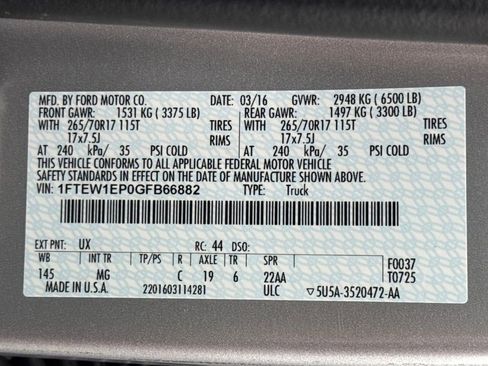 MFD. BY FORD MOTOR CO. DATE: 03/16 GVWR: 2948 KG ( 6500 LB)
FRONT GAWR: 1531 KG ( 3375 LB) REAR GAWR: 1497 KG ( 3300 LB)
WITH 265/70R17 115T TIRES WITH 265/70R17 115T TIRES
17x7.5J RIMS 17x7.5J RIMS
AT 240 kPa/ 35 PSI COLD AT 240 kPa/ 35 PSI COLD
THIS VEHICLE CONFORMS TO ALL APPLICABLE FEDERAL MOTOR VEHICLE
SAFETY STANDARDS IN EFFECT ON THE DATE OF MANUFACTURE SHOWN ABOVE.
VIN: 1FTEW1EP0GFB66882 TYPE: Truck
EXT PNT: UX RC: 44 DSO:
WB INT TR TP/PS R AXLE TR SPR F0037
145 MG C 19 6 22AA T0725
MADE IN U.S.A. 2201603114281 ULC ▽5U5A-3520472-AA